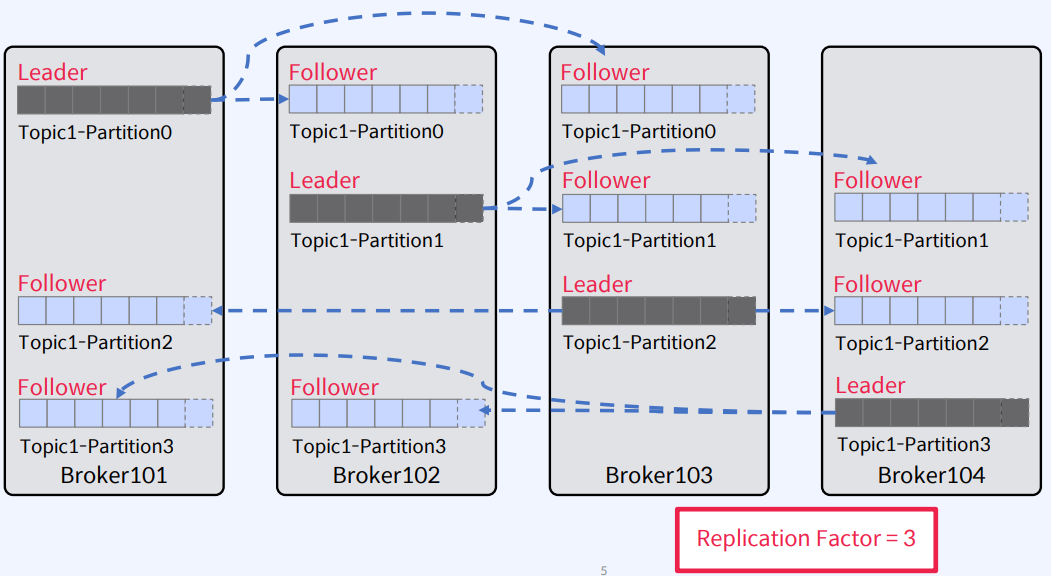 Leader
Topic1-Partition0
Follower
Topic1-Partition2
Follower
Topic1-Partition3
Broker101
Follower
Topic1-Partition0
Leader
Topic1-Partition1
Follower
Topic1-Partition3
Broker102
Follower
Topic1-Partition0
Follower
Topic1-Partition1
Leader
Topic1-Partition2
Broker103
Follower
Topic1-Partition1
Follower
Topic1-Partition2
Leader
Topic1-Partition3
Broker104
Replication Factor = 3
5